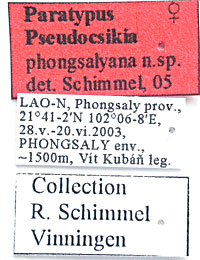 Paratypus ♀
Pseudocsikia
phongsalyana n.sp.
det. Schimmel, 05
LAO-N, Phongsaly prov.,
21°41-2'N 102°06-8'E,
28.v.-20.vi.2003,
PHONGSALY env.,
~1500m, Vít Kubáň leg.
Collection
R. Schimmel
Vinningen